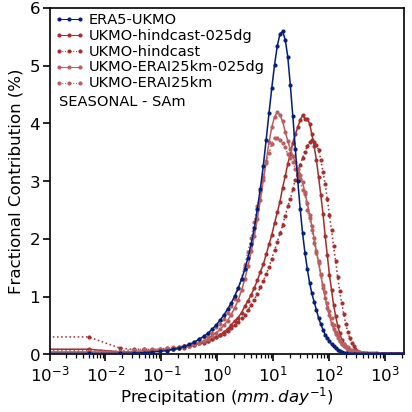 6
5
4
3
2
1
0
Fractional Contribution (%)
ERA5-UKMO
UKMO-hindcast-025dg
UKMO-hindcast
UKMO-ERAI25km-025dg
UKMO-ERAI25km
SEASONAL - SAm
10⁻³ 10⁻² 10⁻¹ 10⁰ 10¹ 10² 10³
Precipitation (mm.day⁻¹)